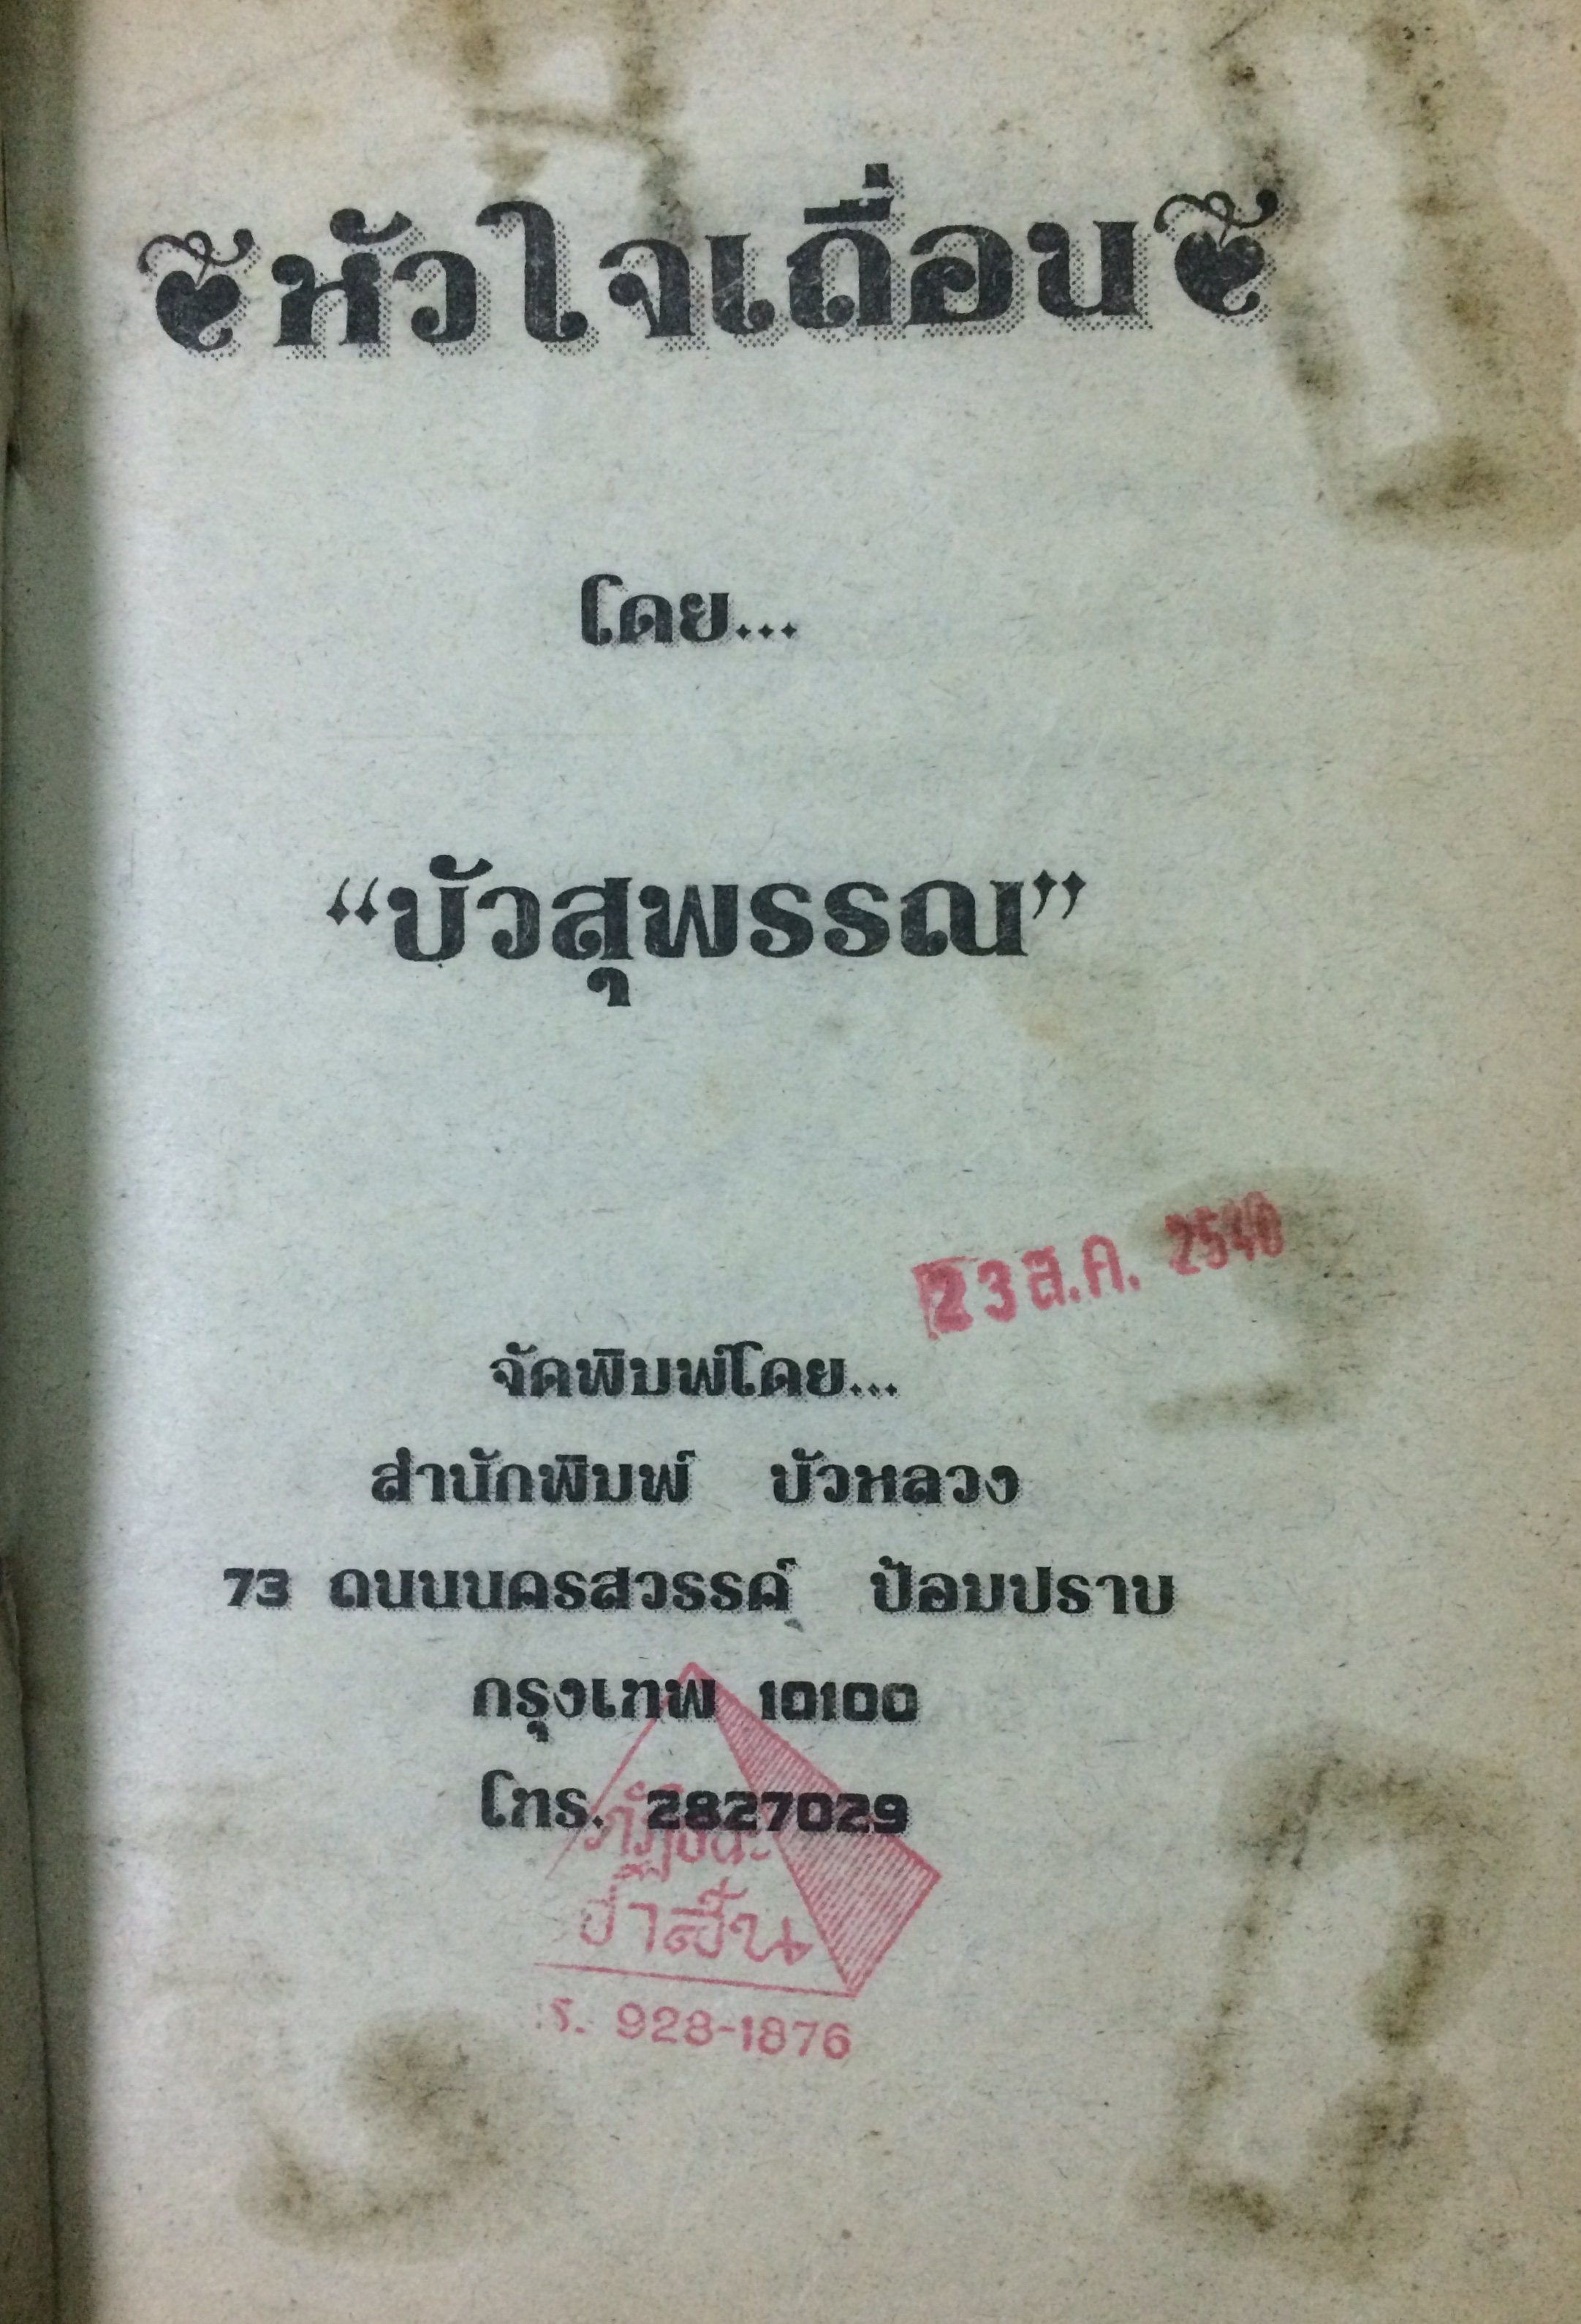 หัวใจเถื่อน
โดย...
“บัวสุพรรณ”
23 ส.ค. 2540
จัดพิมพ์โดย...
สำนักพิมพ์ บัวหลวง
73 ถนนนครสวรรค์ ป้อมปราบ
กรุงเทพ 10100
โทร. 2827029
ร. 928-1876